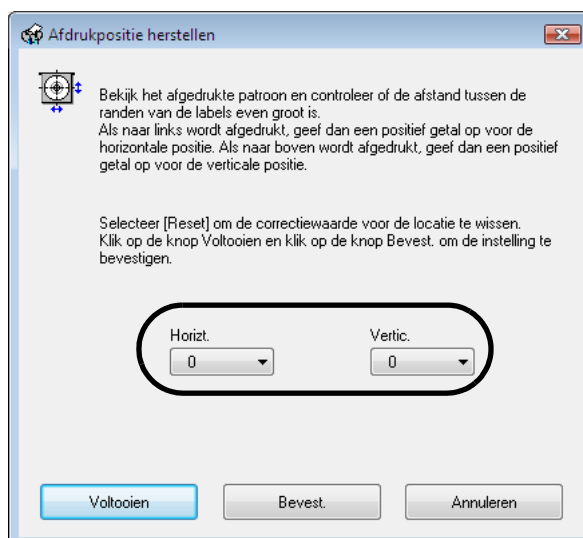 Afdrukpositie herstellen
Bekijk het afgedrukte patroon en controleer of de afstand tussen de
randen van de labels even groot is.
Als naar links wordt afgedrukt, geef dan een positief getal op voor de
horizontale positie. Als naar boven wordt afgedrukt, geef dan een positief
getal op voor de verticale positie.
Selecteer [Reset] om de correctiewaarde voor de locatie te wissen.
Klik op de knop Voltooien en klik op de knop Bevest. om de instelling te
bevestigen.
Horizt. Vertic.
0 0
Voltooien Bevest. Annuleren